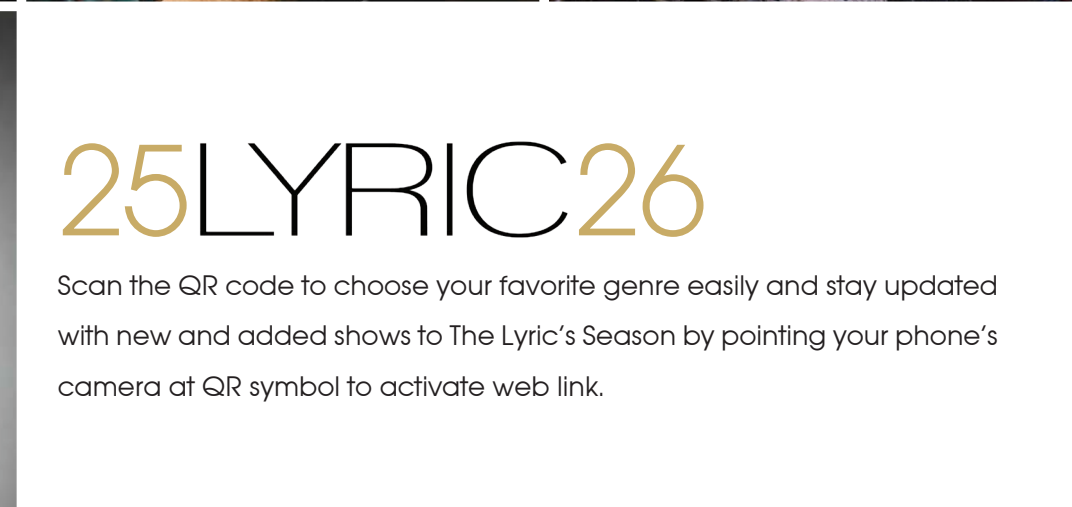 25LYRIC26
Scan the QR code to choose your favorite genre easily and stay updated
with new and added shows to The Lyric’s Season by pointing your phone’s
camera at QR symbol to activate web link.